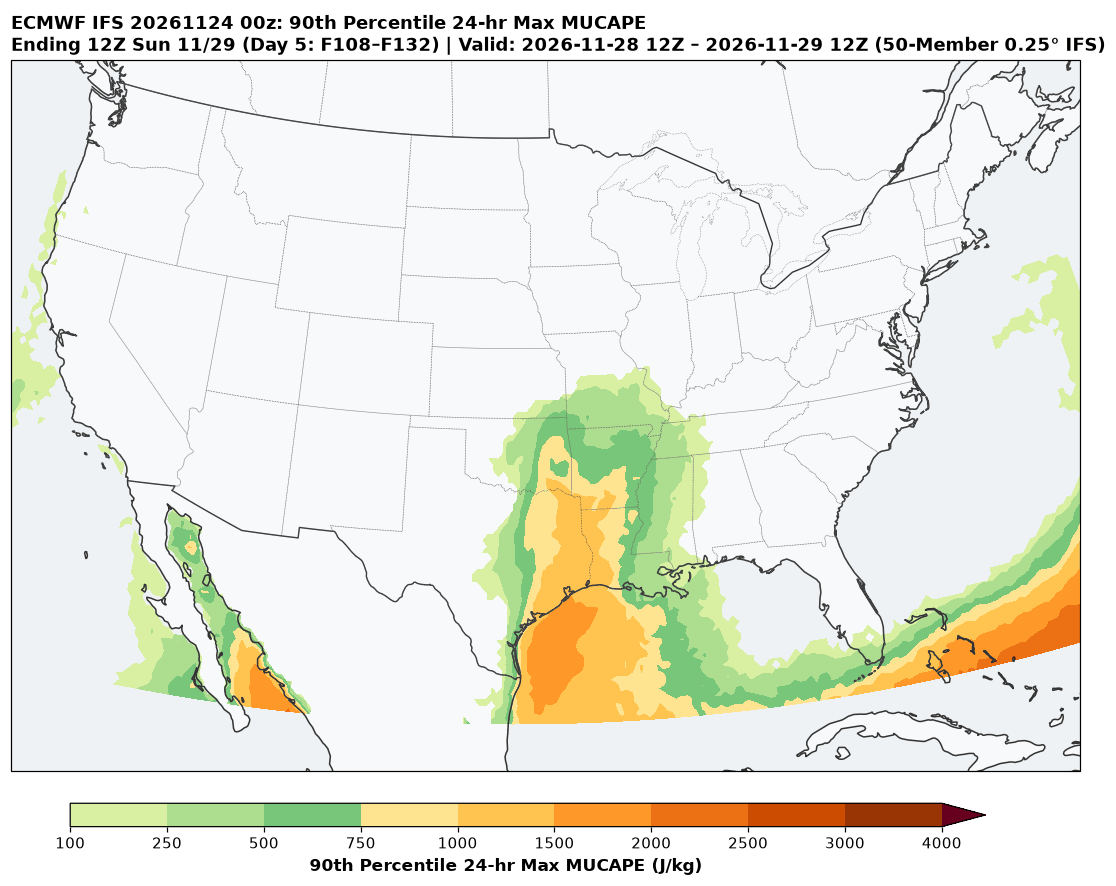 ECMWF IFS 20261124 00z: 90th Percentile 24-hr Max MUCAPE
Ending 12Z Sun 11/29 (Day 5: F108–F132) | Valid: 2026-11-28 12Z – 2026-11-29 12Z (50-Member 0.25° IFS)
100 250 500 750 1000 1500 2000 2500 3000 4000
90th Percentile 24-hr Max MUCAPE (J/kg)